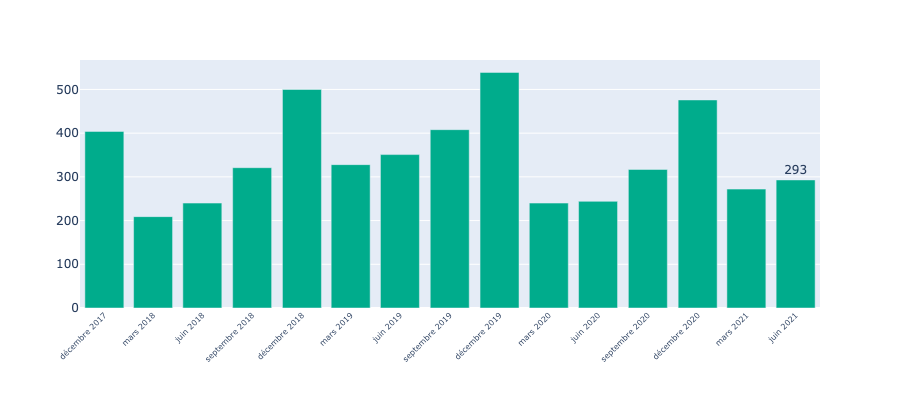 500
400
300
200
100
0
293
décembre 2017
mars 2018
juin 2018
septembre 2018
décembre 2018
mars 2019
juin 2019
septembre 2019
décembre 2019
mars 2020
juin 2020
septembre 2020
décembre 2020
mars 2021
juin 2021